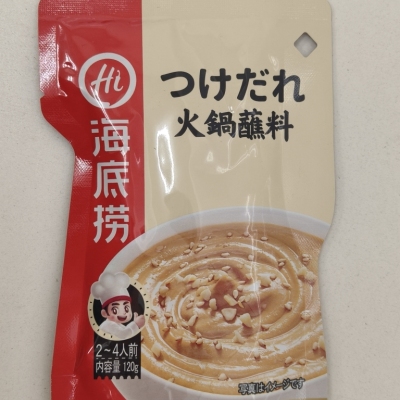 Hi
海底捞
つけだれ
火鍋蘸料
2~4人前
内容量 120g
写真はイメージです